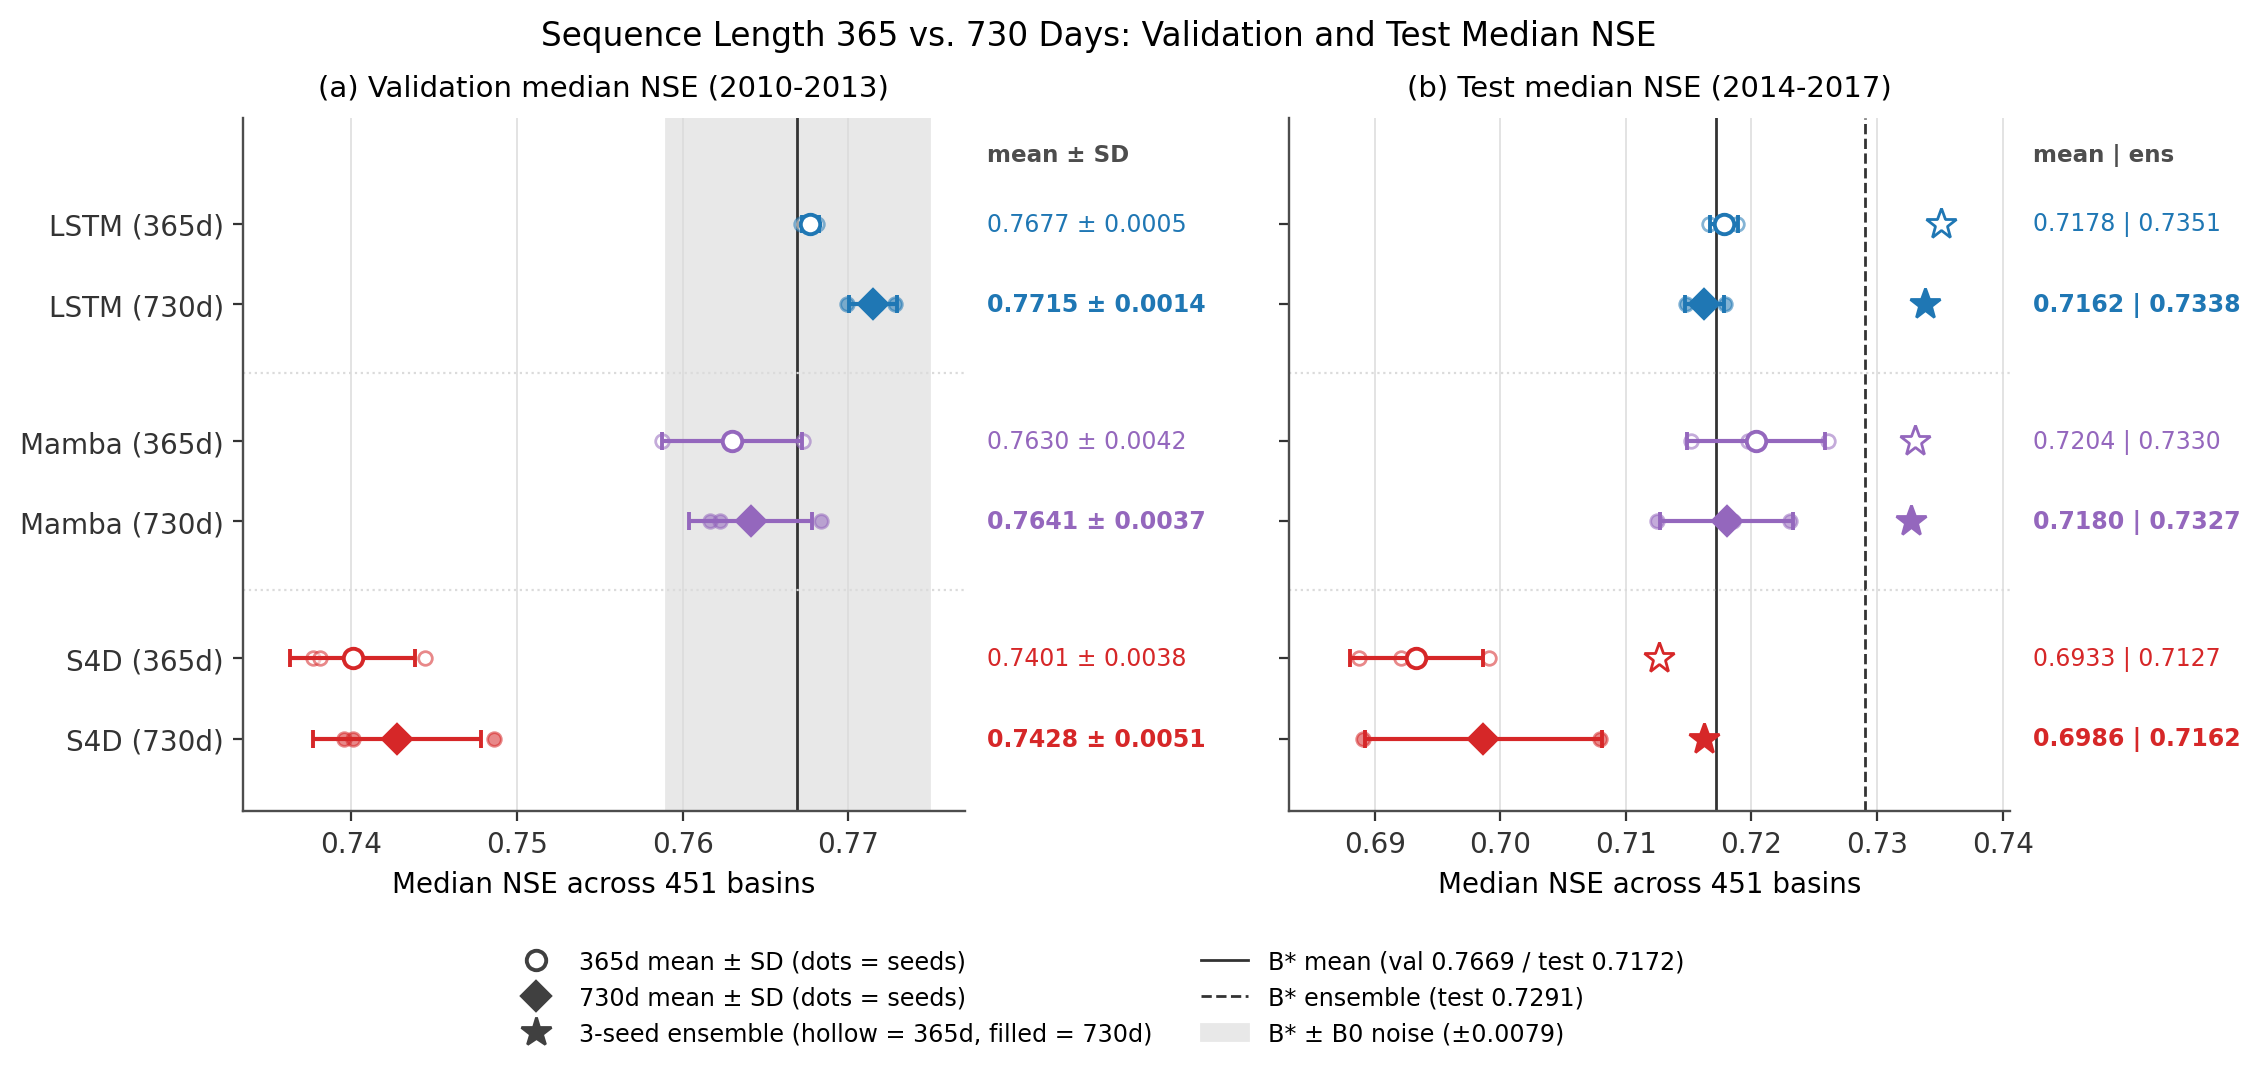 Sequence Length 365 vs. 730 Days: Validation and Test Median NSE
(a) Validation median NSE (2010-2013)
mean ± SD
LSTM (365d)
0.7677 ± 0.0005
LSTM (730d)
0.7715 ± 0.0014
Mamba (365d)
0.7630 ± 0.0042
Mamba (730d)
0.7641 ± 0.0037
S4D (365d)
0.7401 ± 0.0038
S4D (730d)
0.7428 ± 0.0051
0.74 0.75 0.76 0.77
Median NSE across 451 basins
(b) Test median NSE (2014-2017)
mean | ens
0.7178 | 0.7351
0.7162 | 0.7338
0.7204 | 0.7330
0.7180 | 0.7327
0.6933 | 0.7127
0.6986 | 0.7162
0.69 0.70 0.71 0.72 0.73 0.74
Median NSE across 451 basins
365d mean ± SD (dots = seeds)
730d mean ± SD (dots = seeds)
3-seed ensemble (hollow = 365d, filled = 730d)
B* mean (val 0.7669 / test 0.7172)
B* ensemble (test 0.7291)
B* ± B0 noise (±0.0079)